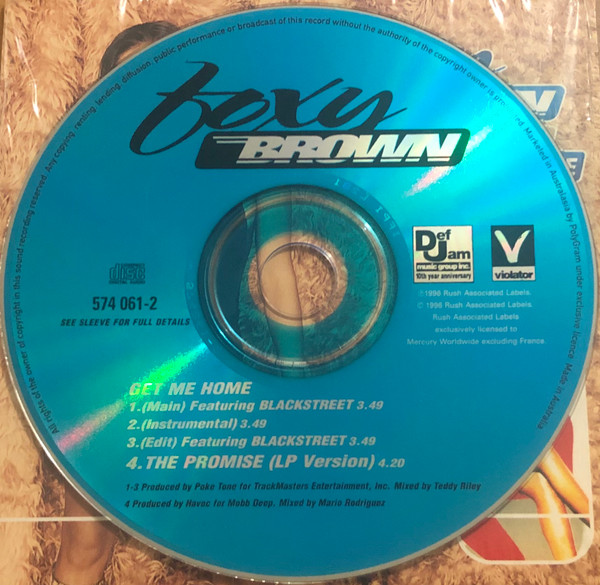 All rights of the owner of copyright in this sound recording reserved. Any copying, renting, lending, diffusion, public performance or broadcast of this record without the authority of the copyright owner is prohibited. Marketed in Australasia by PolyGram under exclusive licence. Made in Australia.
foxy
BROWN
Def
Jam
music group inc.
10th year anniversary
V
violator
disc
574 061-2
SEE SLEEVE FOR FULL DETAILS
℗1996 Rush Associated Labels.
© 1996 Rush Associated Labels.
Rush Associated Labels
exclusively licensed to
Mercury Worldwide excluding France.
GET ME HOME
1.(Main) Featuring BLACKSTREET 3.49
2.(Instrumental) 3.49
3.(Edit) Featuring BLACKSTREET 3.49
4. THE PROMISE (LP Version) 4.20
1-3 Produced by Poke Tone for TrackMasters Entertainment, Inc. Mixed by Teddy Riley
4 Produced by Havoc for Mobb Deep. Mixed by Mario Rodriguez